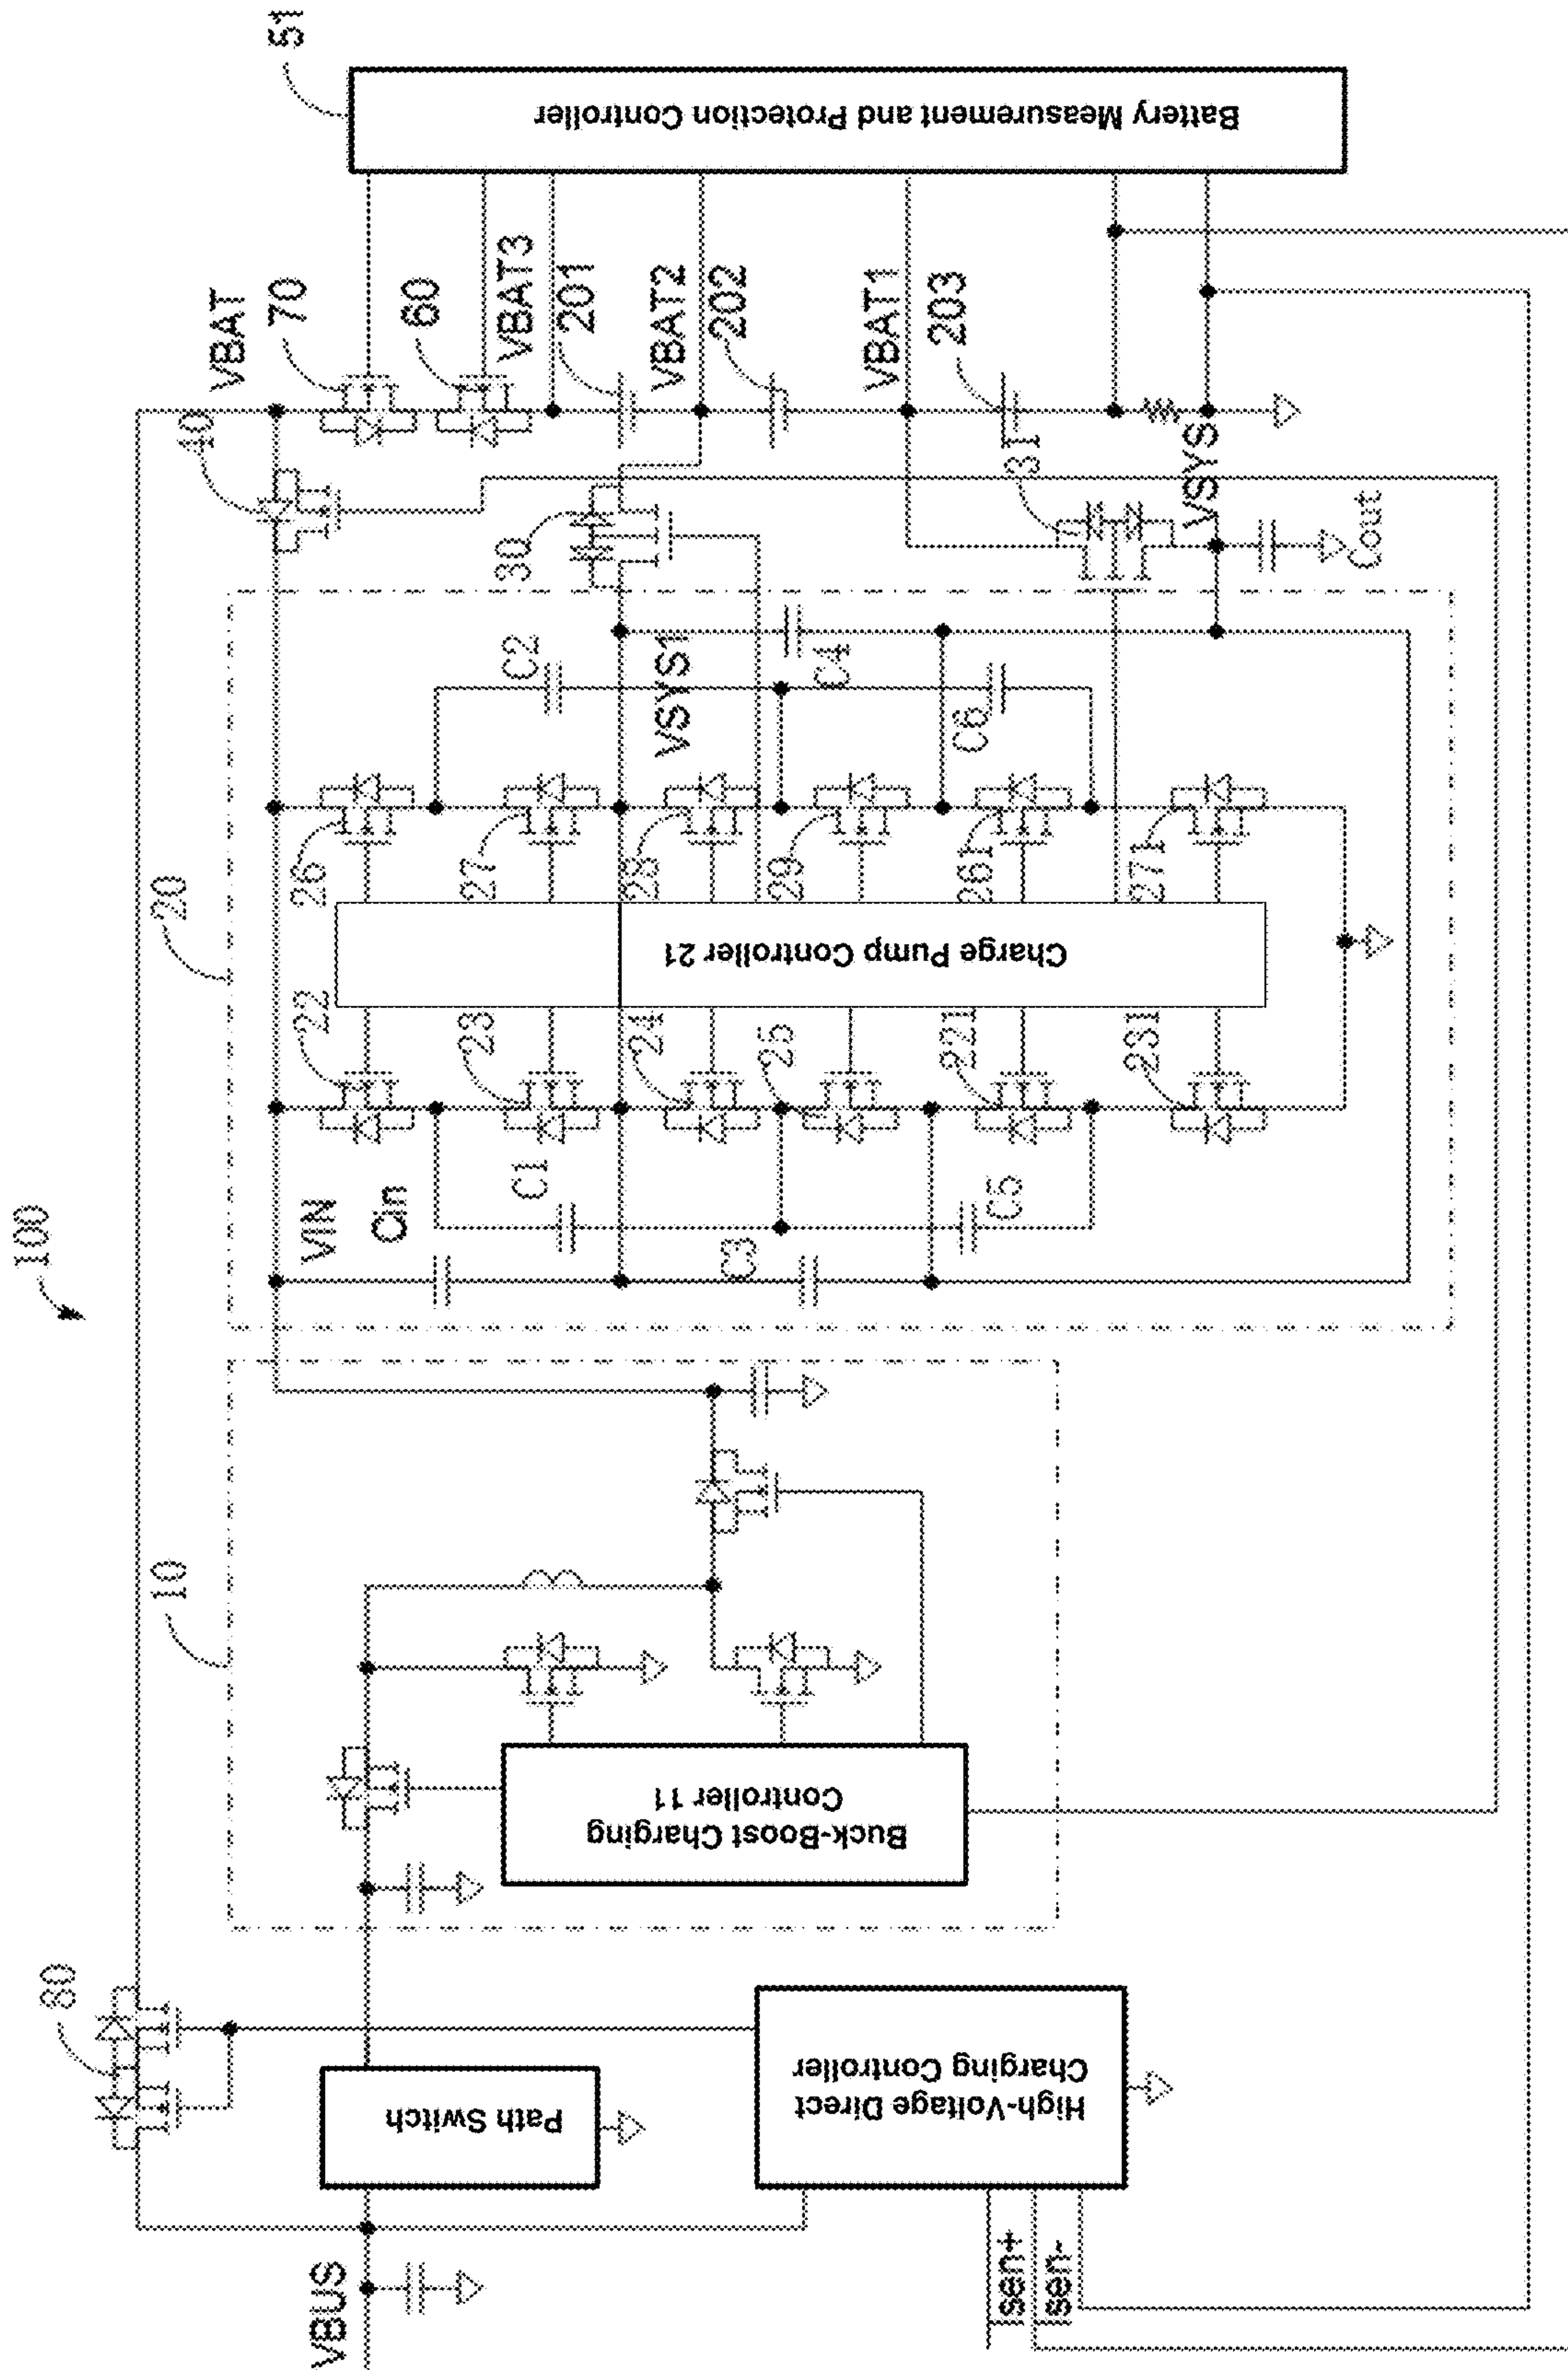 100
VBUS
80
Path Switch
High-Voltage Direct
Charging Controller
Isen+
Isen-
10
Buck-Boost Charging
Controller 11
20
VIN
Cin
C1
C3
C5
22
23
24
25
221
231
Charge Pump Controller 21
26
27
28
29
261
271
C2
VSYS1
C4
C6
30
31
40
VSYS
Cout
VBAT
70
60
VBAT3
201
VBAT2
202
VBAT1
203
51
Battery Measurement and Protection Controller